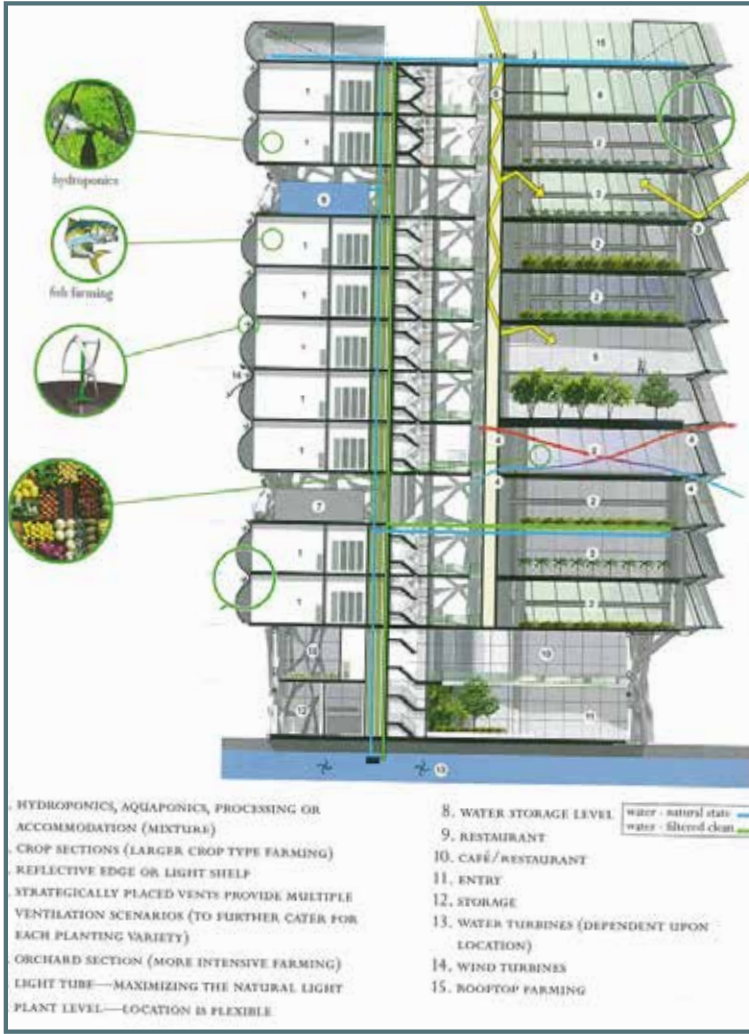 hydroponics
fish farming
. HYDROPONICS, AQUAPONICS, PROCESSING OR
ACCOMMODATION (MIXTURE)
. CROP SECTIONS (LARGER CROP TYPE FARMING)
. REFLECTIVE EDGE OR LIGHT SHELF
. STRATEGICALLY PLACED VENTS PROVIDE MULTIPLE
VENTILATION SCENARIOS (TO FURTHER CATER FOR
EACH PLANTING VARIETY)
. ORCHARD SECTION (MORE INTENSIVE FARMING)
. LIGHT TUBE—MAXIMIZING THE NATURAL LIGHT
. PLANT LEVEL—LOCATION IS FLEXIBLE
8. WATER STORAGE LEVEL
9. RESTAURANT
10. CAFÉ/RESTAURANT
11. ENTRY
12. STORAGE
13. WATER TURBINES (DEPENDENT UPON
LOCATION)
14. WIND TURBINES
15. ROOFTOP FARMING
water - natural state
water - filtered clean